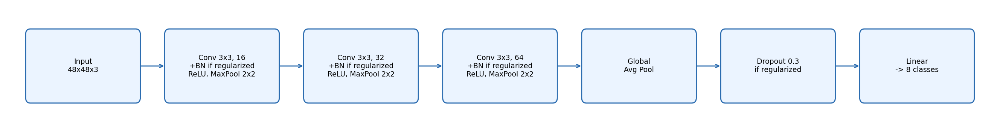 Input
48x48x3
Conv 3x3, 16
+BN if regularized
ReLU, MaxPool 2x2
Conv 3x3, 32
+BN if regularized
ReLU, MaxPool 2x2
Conv 3x3, 64
+BN if regularized
ReLU, MaxPool 2x2
Global
Avg Pool
Dropout 0.3
if regularized
Linear
-> 8 classes